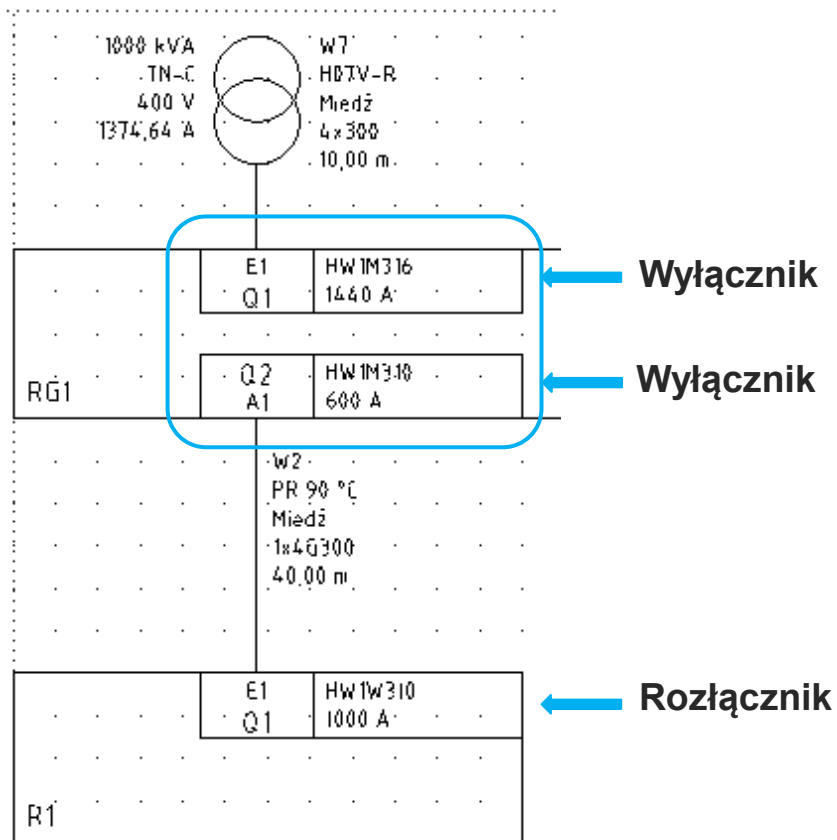 1000 kVA
TN-C
400 V
1374,64 A
W7
H07V-R
Miedź
4x300
10,00 m
E1
Q1
HW1M316
1440 A
Wyłącznik
Q2
A1
HW1M310
600 A
Wyłącznik
RG1
W2
PR 90 °C
Miedź
1x4G300
40,00 m
E1
Q1
HW1W310
1000 A
Rozłącznik
R1